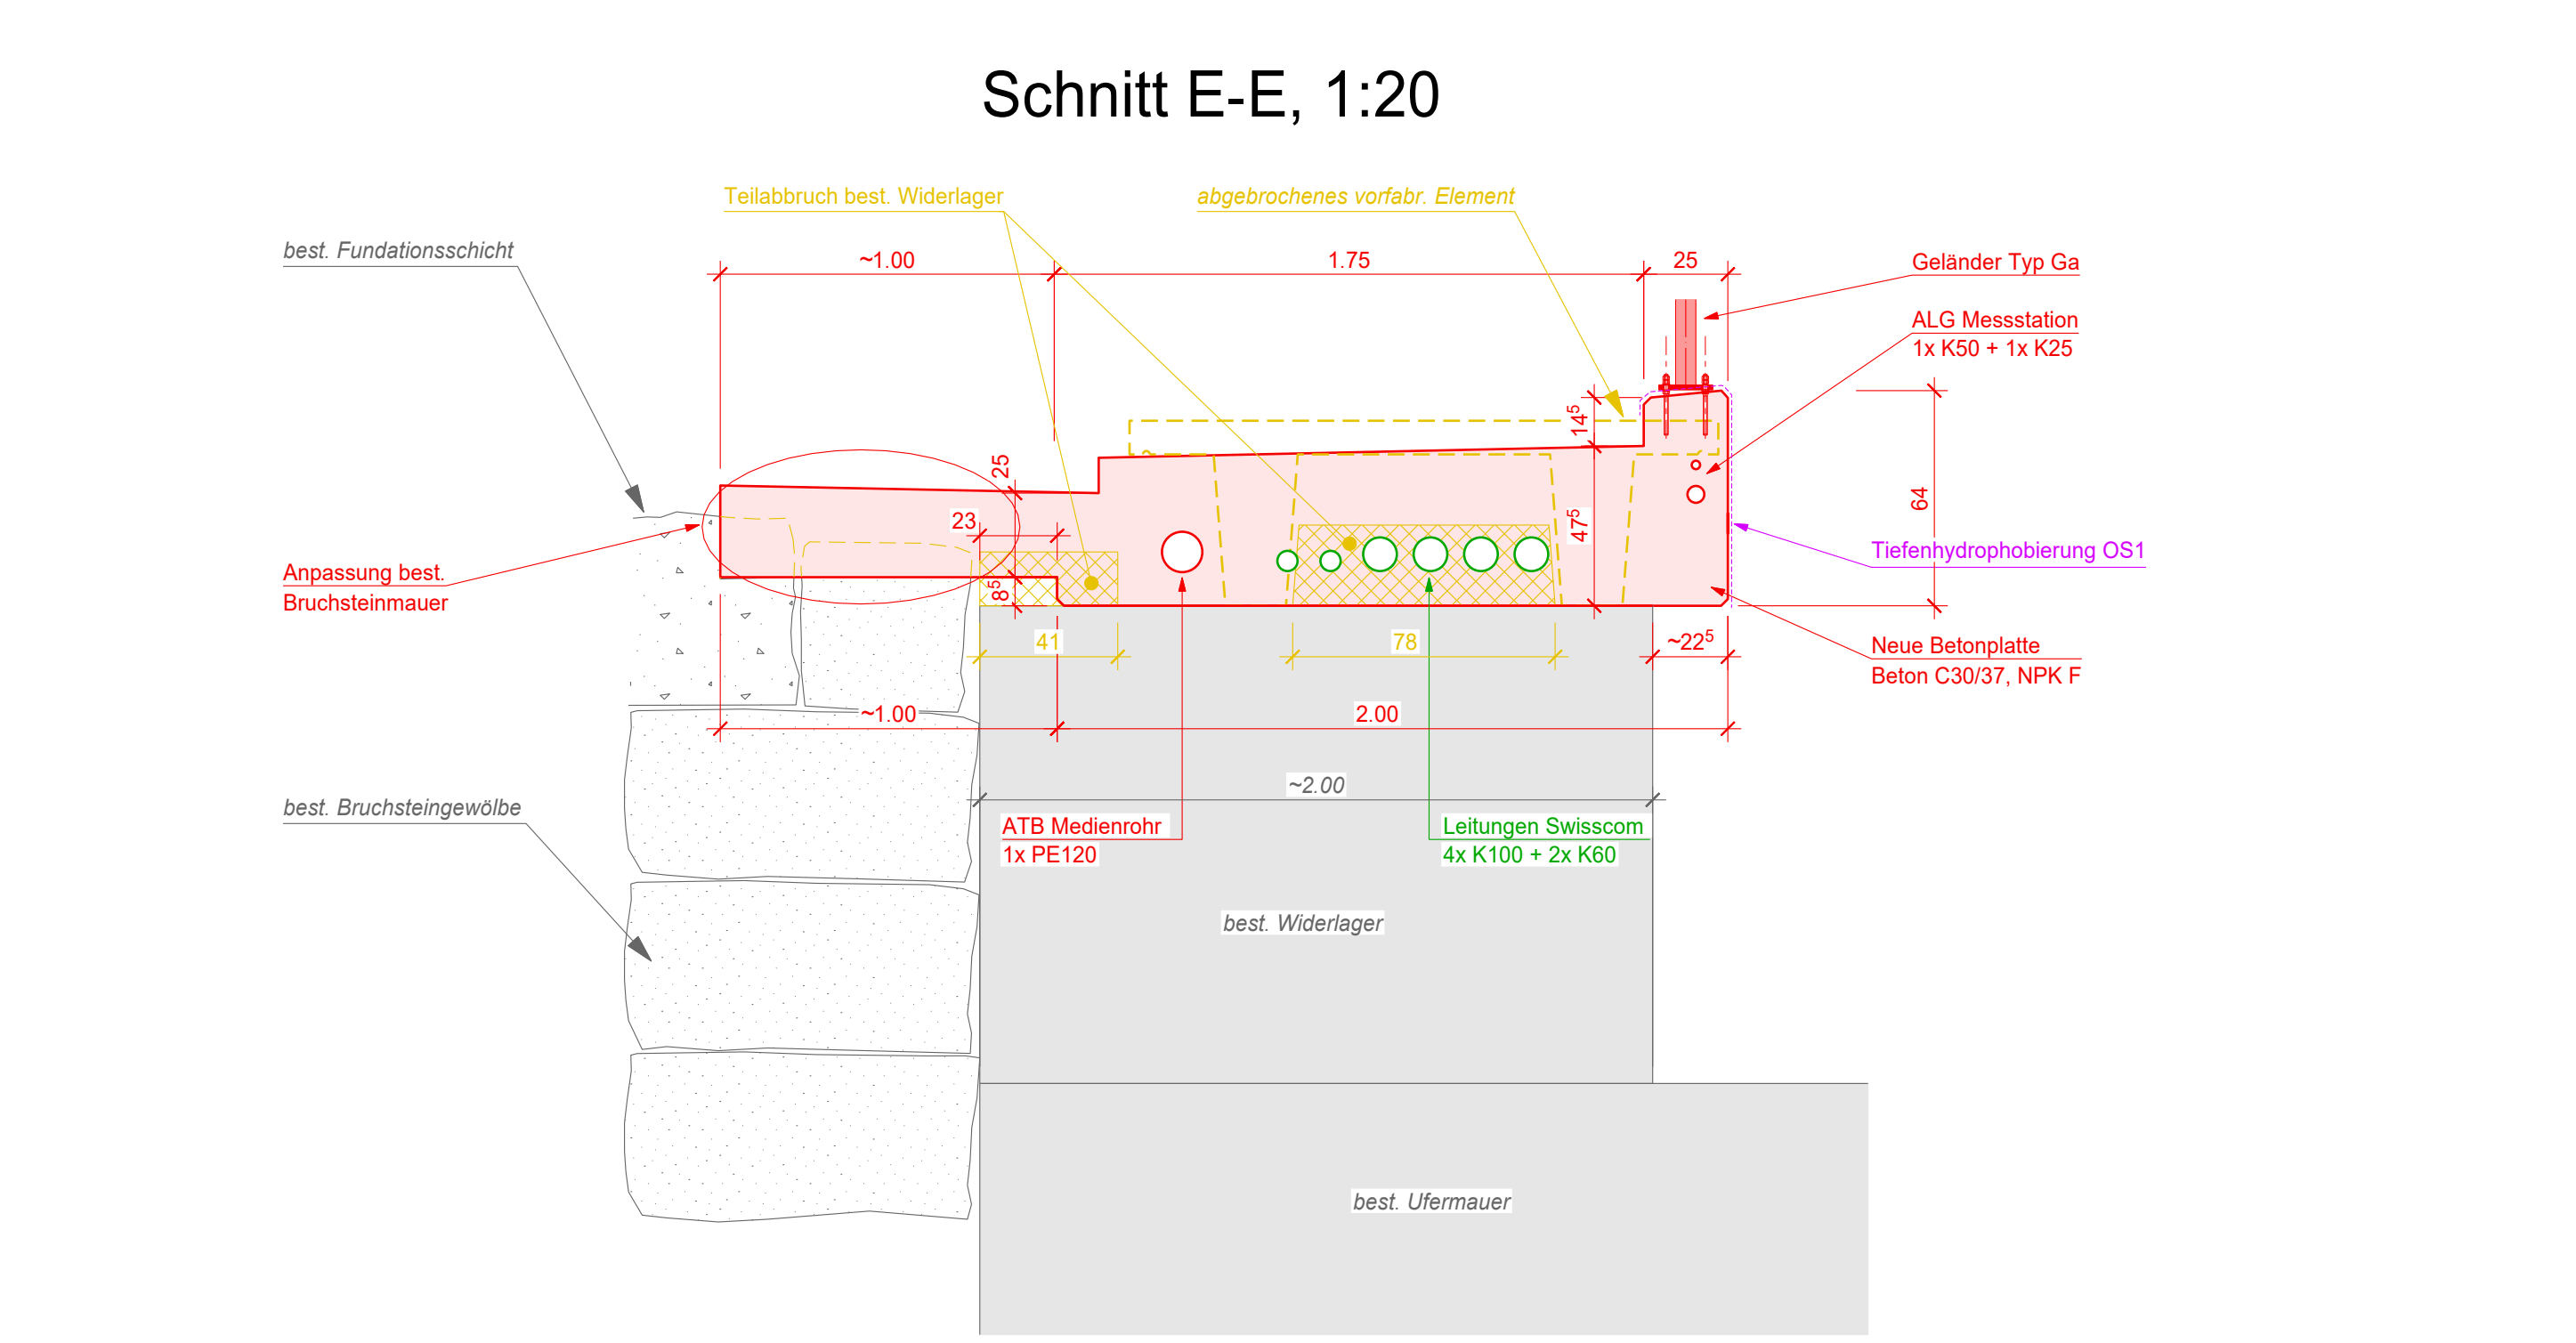 Schnitt E-E, 1:20
Teilabbruch best. Widerlager
abgebrochenes vorfabr. Element
best. Fundationsschicht
~1.00
1.75
25
Geländer Typ Ga
ALG Messstation
1x K50 + 1x K25
14⁵
25
23
47⁵
64
Tiefenhydrophobierung OS1
Anpassung best.
Bruchsteinmauer
8⁵
41
78
~22⁵
Neue Betonplatte
Beton C30/37, NPK F
~1.00
2.00
~2.00
best. Bruchsteingewölbe
ATB Medienrohr
1x PE120
Leitungen Swisscom
4x K100 + 2x K60
best. Widerlager
best. Ufermauer